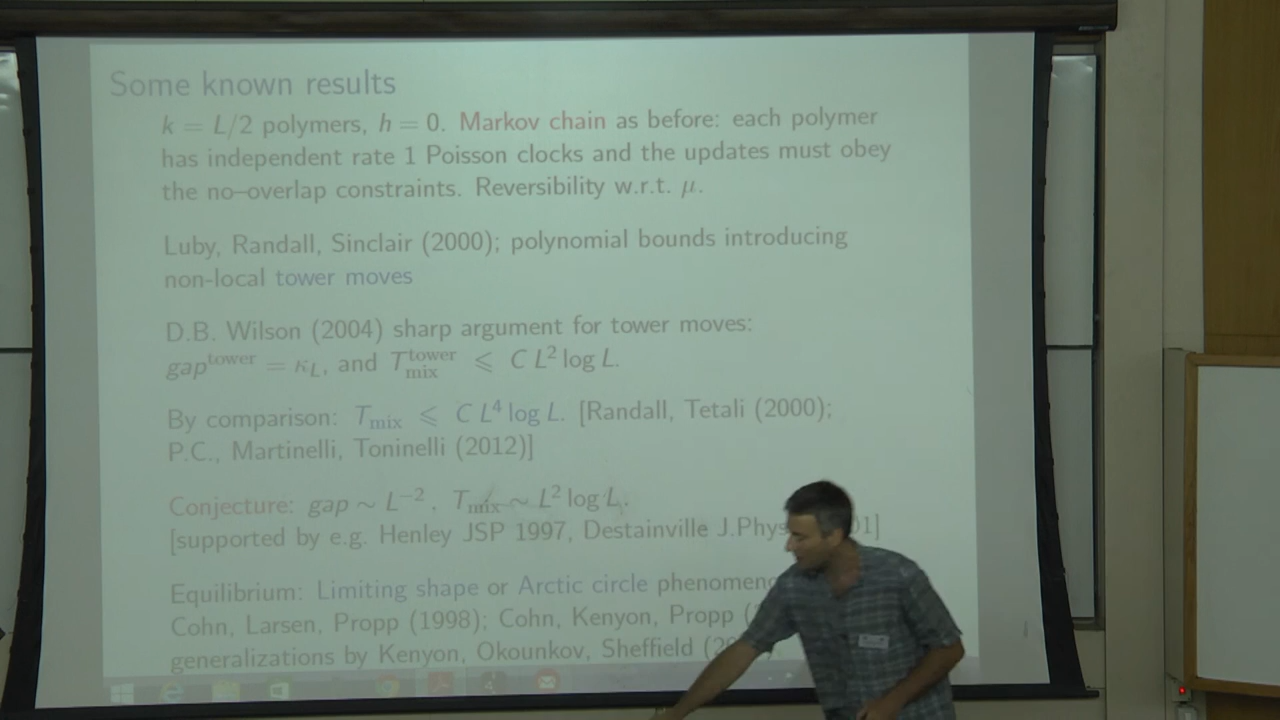 Some known results
k = L/2 polymers, h = 0. Markov chain as before: each polymer
has independent rate 1 Poisson clocks and the updates must obey
the no–overlap constraints. Reversibility w.r.t. μ.
Luby, Randall, Sinclair (2000); polynomial bounds introducing
non-local tower moves
D.B. Wilson (2004) sharp argument for tower moves:
gap^tower = κ_L, and T_mix^tower ⩽ C L² log L.
By comparison: T_mix ⩽ C L⁴ log L. [Randall, Tetali (2000);
P.C., Martinelli, Toninelli (2012)]
Conjecture: gap ∼ L⁻², T_mix ∼ L² log L.
[supported by e.g. Henley JSP 1997, Destainville J.Phys 01]
Equilibrium: Limiting shape or Arctic circle phenomen
Cohn, Larsen, Propp (1998); Cohn, Kenyon, Propp (
generalizations by Kenyon, Okounkov, Sheffield (2